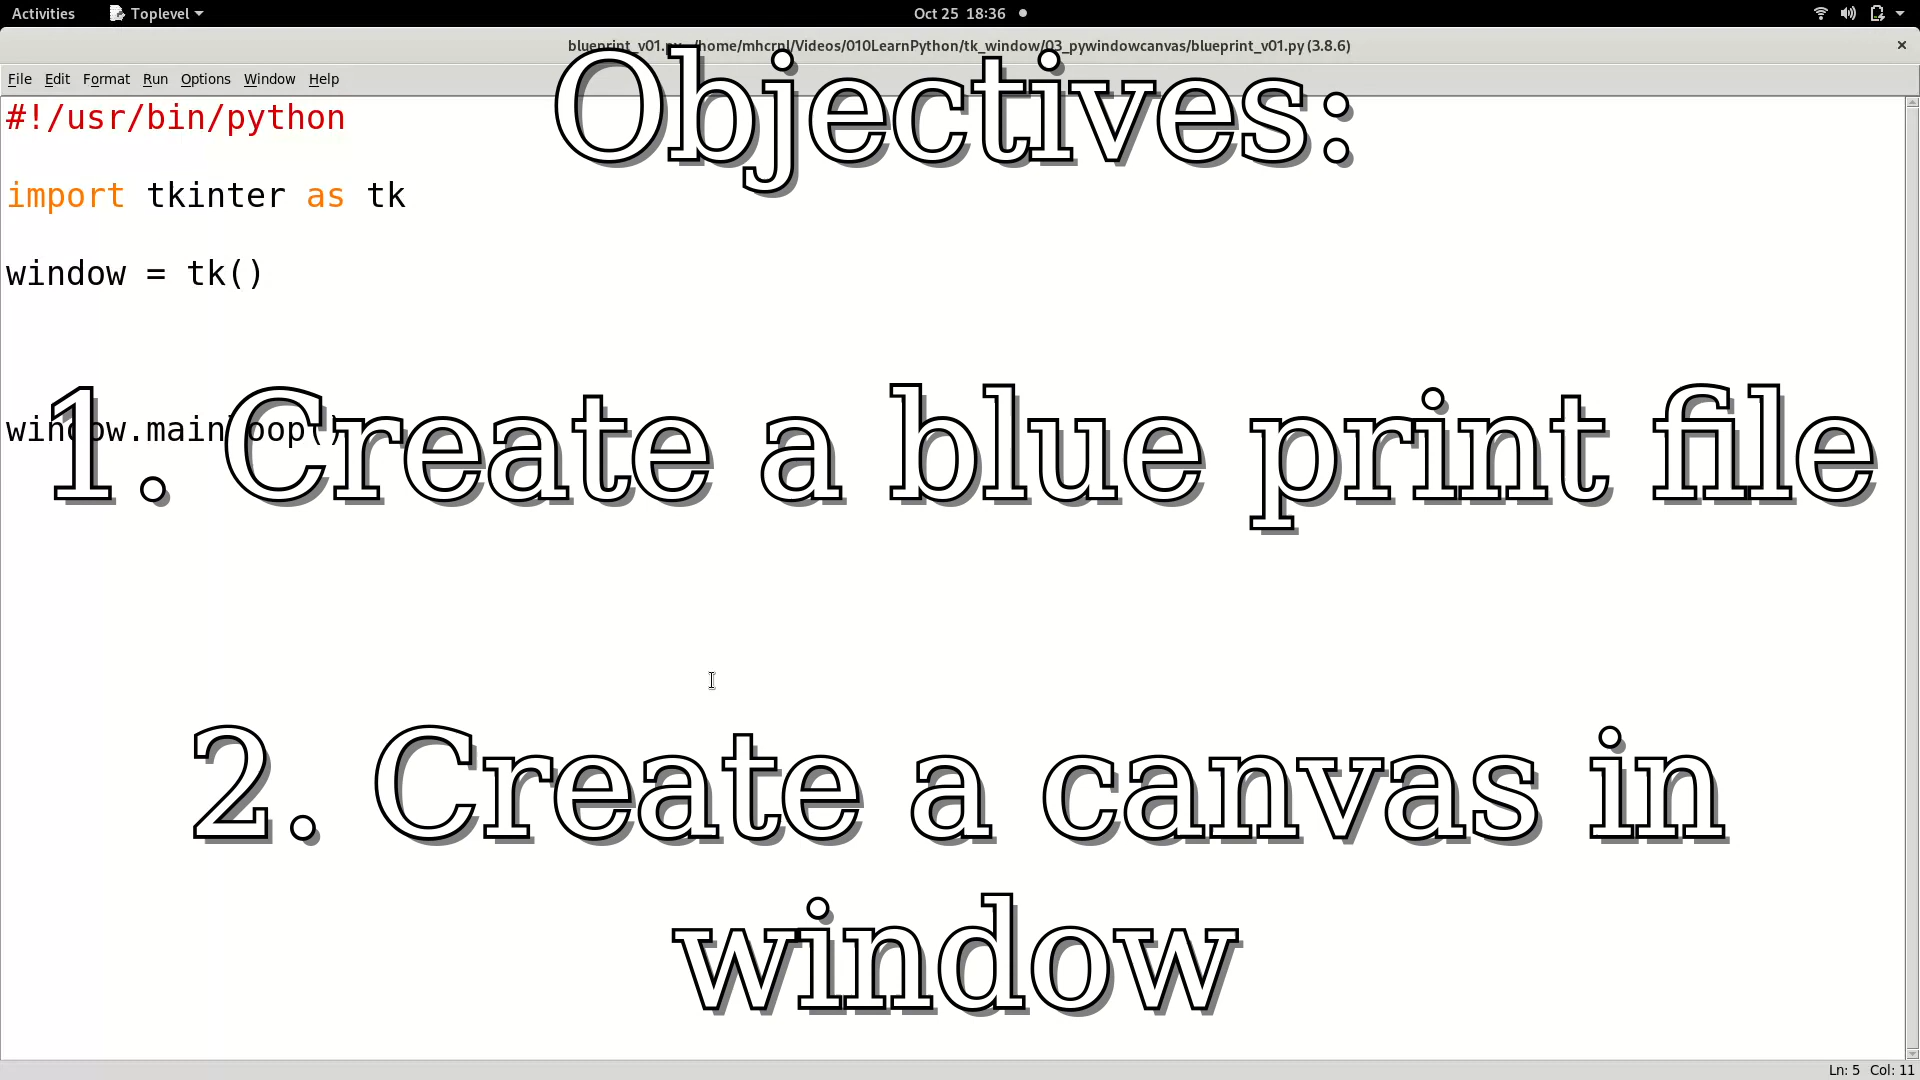 Activities Toplevel Oct 25 18:36
blueprint_v01.py - /home/mhcrnl/Videos/010LearnPython/tk_window/03_pywindowcanvas/blueprint_v01.py (3.8.6)
File Edit Format Run Options Window Help
Objectives:
#!/usr/bin/python
import tkinter as tk
window = tk()
window.mainloop()
1. Create a blue print file
2. Create a canvas in
window
Ln: 5 Col: 11